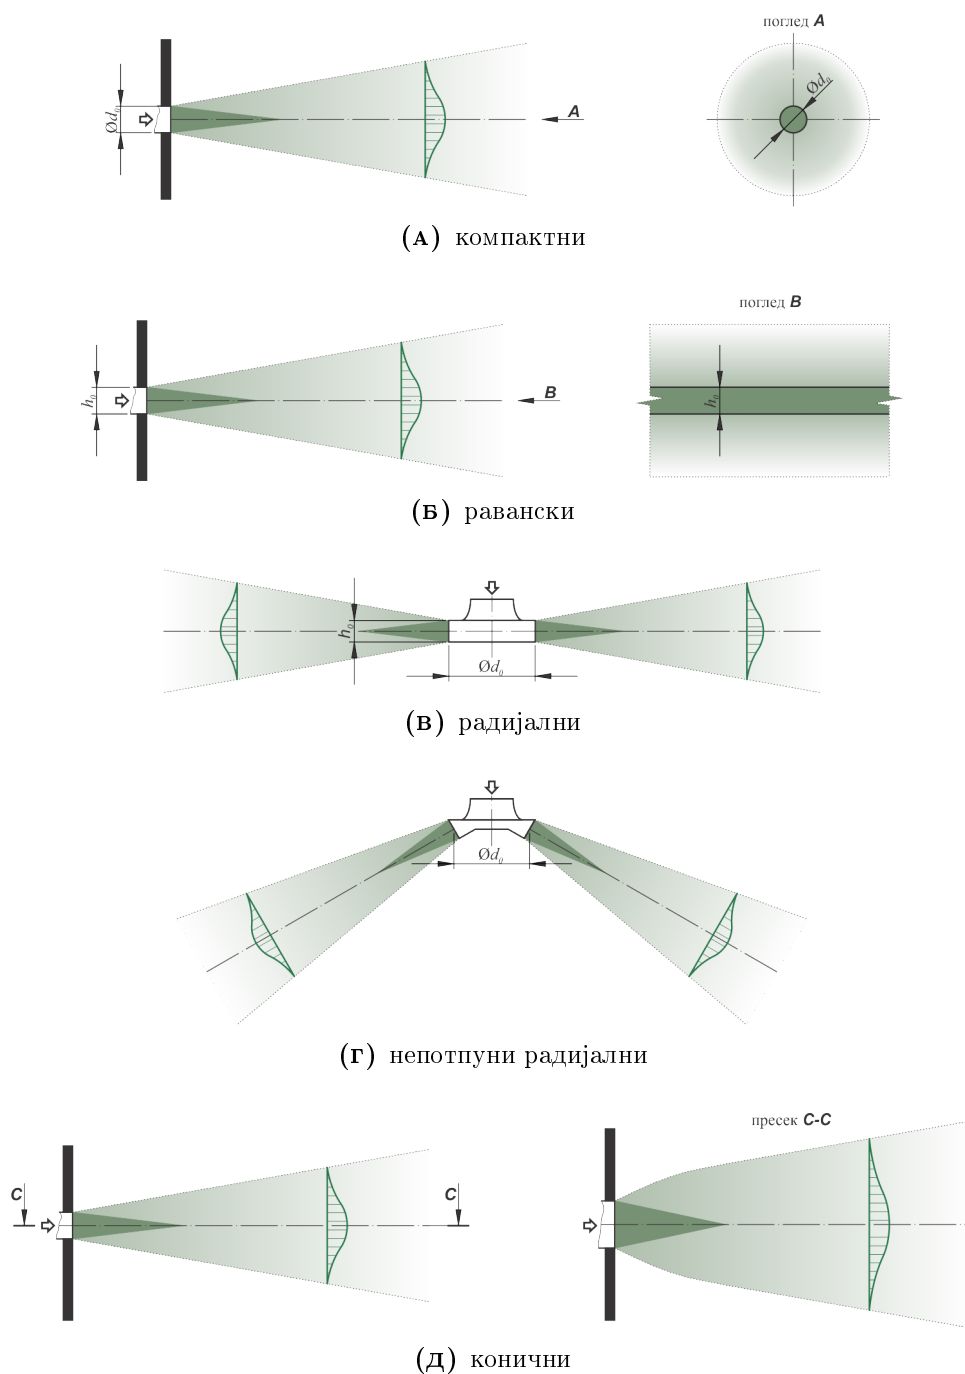 поглед A
Ød₀
A
Ød₀
(А) компактни
поглед B
h₀
B
h₀
(Б) равански
h₀
Ød₀
(В) радијални
Ød₀
(Г) непотпуни радијални
пресек C-C
C
C
(Д) конични